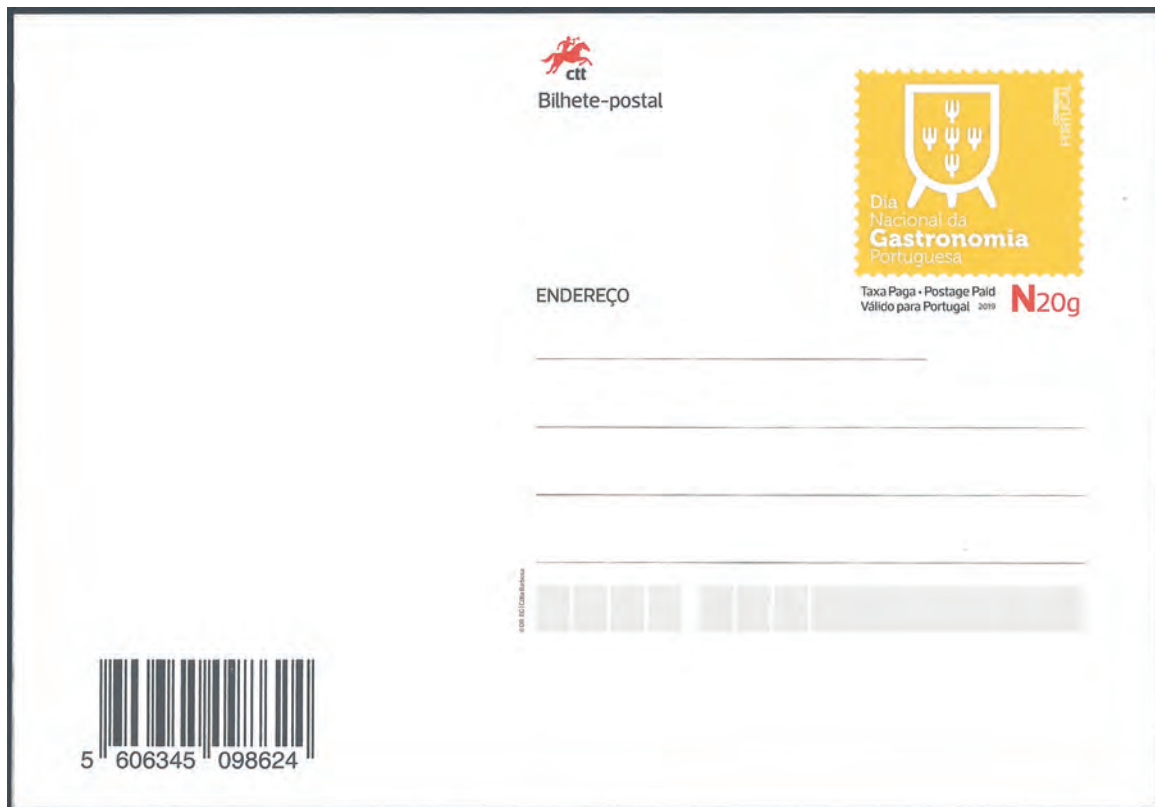 ctt
Bilhete-postal
CORREIOS
PORTUGAL
Dia
Nacional da
Gastronomia
Portuguesa
Taxa Paga • Postage Paid
Válido para Portugal 2019
N20g
ENDEREÇO
5 606345 098624